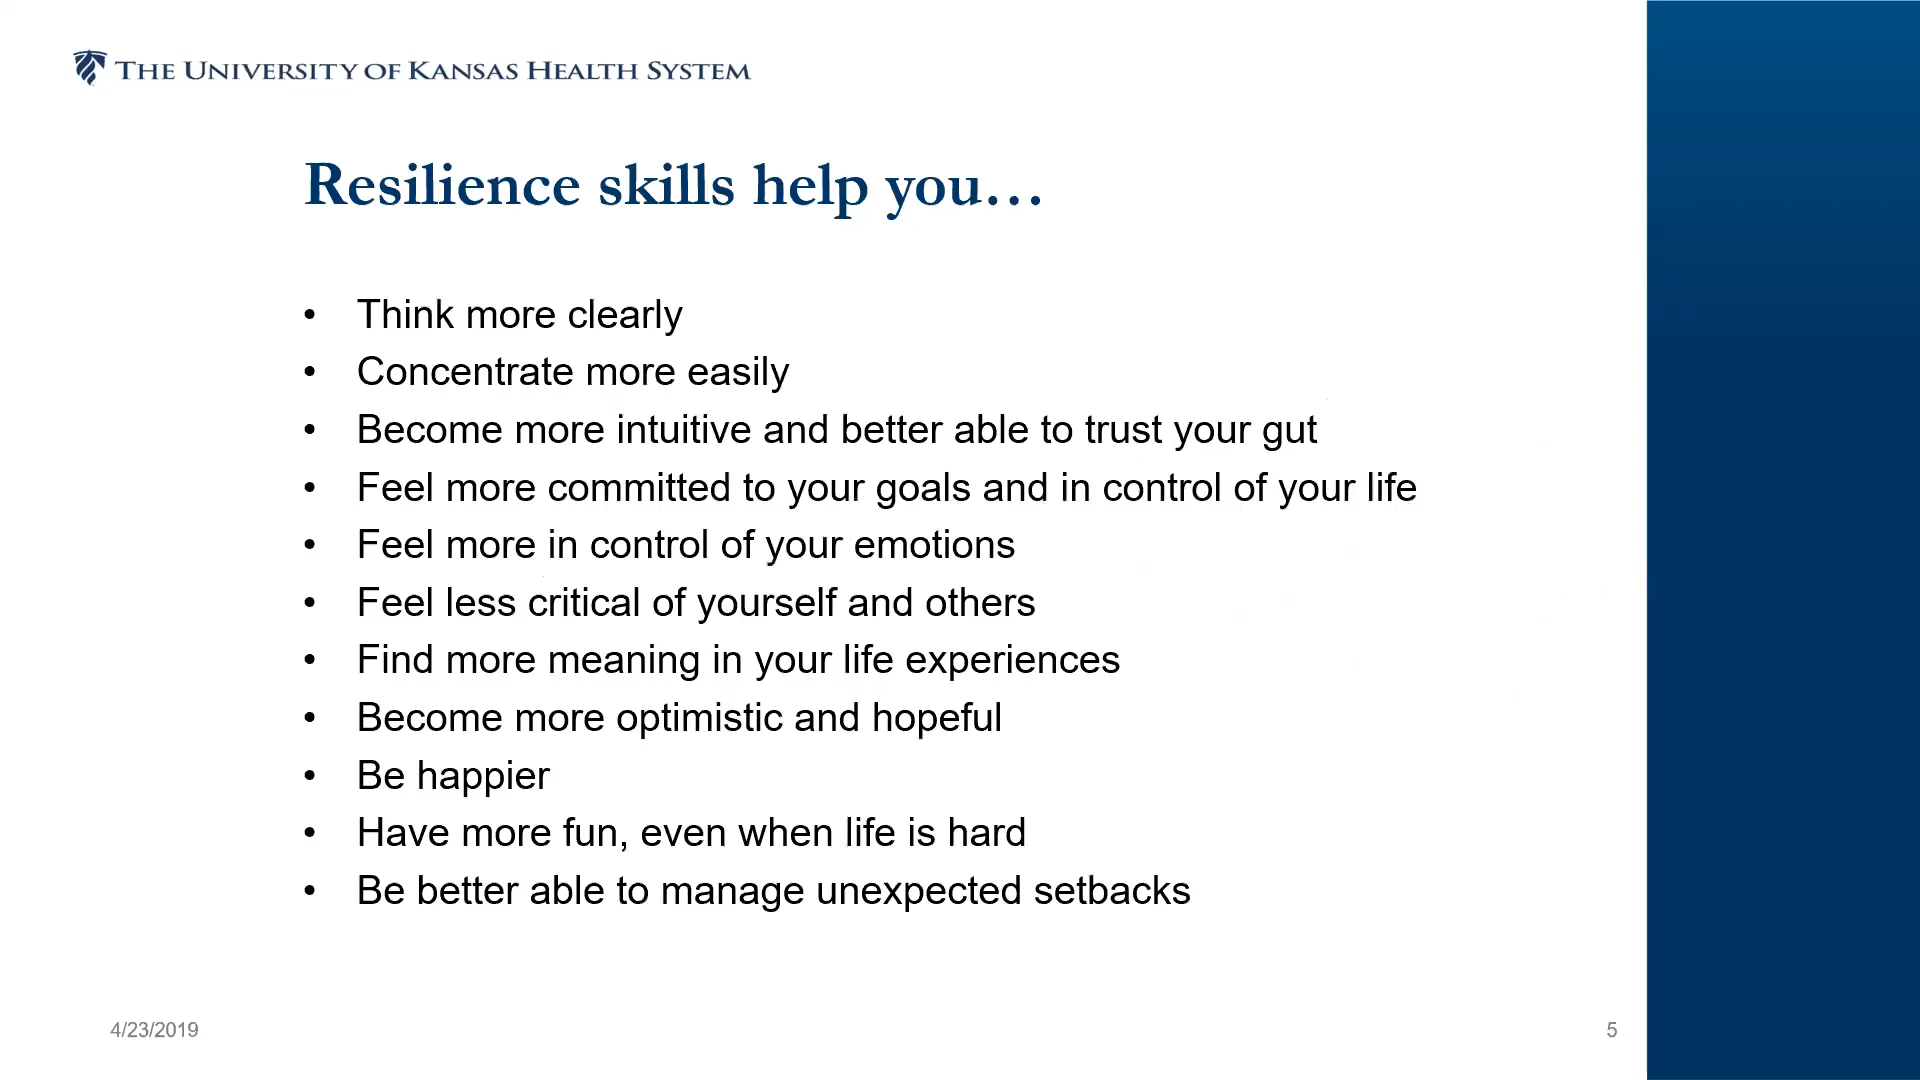 THE UNIVERSITY OF KANSAS HEALTH SYSTEM
Resilience skills help you…
• Think more clearly
• Concentrate more easily
• Become more intuitive and better able to trust your gut
• Feel more committed to your goals and in control of your life
• Feel more in control of your emotions
• Feel less critical of yourself and others
• Find more meaning in your life experiences
• Become more optimistic and hopeful
• Be happier
• Have more fun, even when life is hard
• Be better able to manage unexpected setbacks
4/23/2019
5